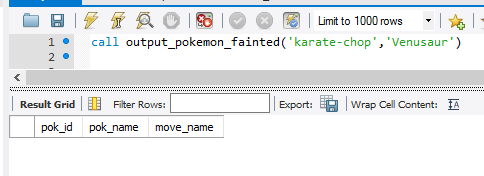 Limit to 1000 rows
1 call output_pokemon_fainted('karate-chop','Venusaur')
2
Result Grid Filter Rows: Export: Wrap Cell Content: IA
pok_id pok_name move_name